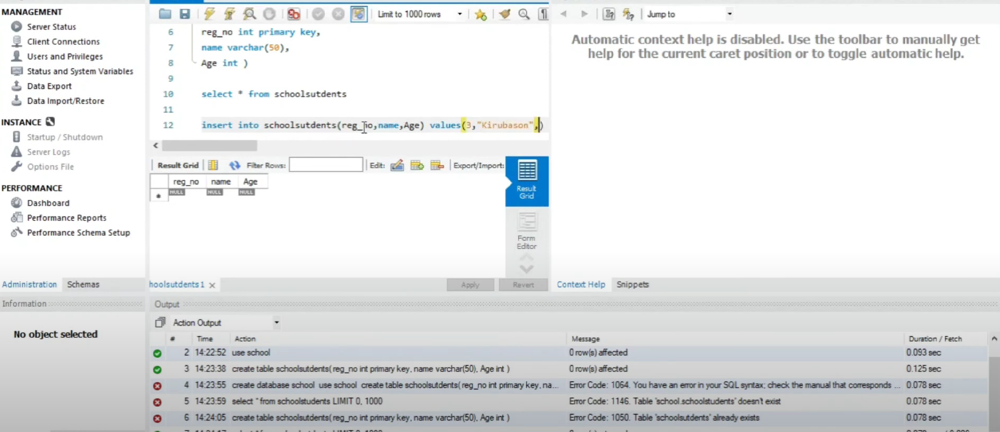 MANAGEMENT
Server Status
Client Connections
Users and Privileges
Status and System Variables
Data Export
Data Import/Restore
INSTANCE
Startup / Shutdown
Server Logs
Options File
PERFORMANCE
Dashboard
Performance Reports
Performance Schema Setup
Administration Schemas
Information
No object selected
Limit to 1000 rows
6 reg_no int primary key,
7 name varchar(50),
8 Age int )
9
10 select * from schoolsutdents
11
12 insert into schoolsutdents(reg_no,name,Age) values(3,"Kirubason",)
Result Grid Filter Rows: Edit: Export/Import:
reg_no name Age
NULL NULL NULL
Result
Grid
Form
Editor
hoolsutdents1 Apply Revert
Jump to
Automatic context help is disabled. Use the toolbar to manually get
help for the current caret position or to toggle automatic help.
Context Help Snippets
Output
Action Output
# Time Action Message Duration / Fetch
2 14:22:52 use school 0 row(s) affected 0.093 sec
3 14:23:38 create table schoolsutdents( reg_no int primary key, name varchar(50), Age int ) 0 row(s) affected 0.125 sec
4 14:23:55 create database school use school create table schoolsutdents( reg_no int primary key, na... Error Code: 1064. You have an error in your SQL syntax; check the manual that corresponds ... 0.078 sec
5 14:23:59 select * from schoolstudents LIMIT 0, 1000 Error Code: 1146. Table 'school.schoolstudents' doesn't exist 0.078 sec
6 14:24:05 create table schoolsutdents( reg_no int primary key, name varchar(50), Age int ) Error Code: 1050. Table 'schoolsutdents' already exists 0.078 sec